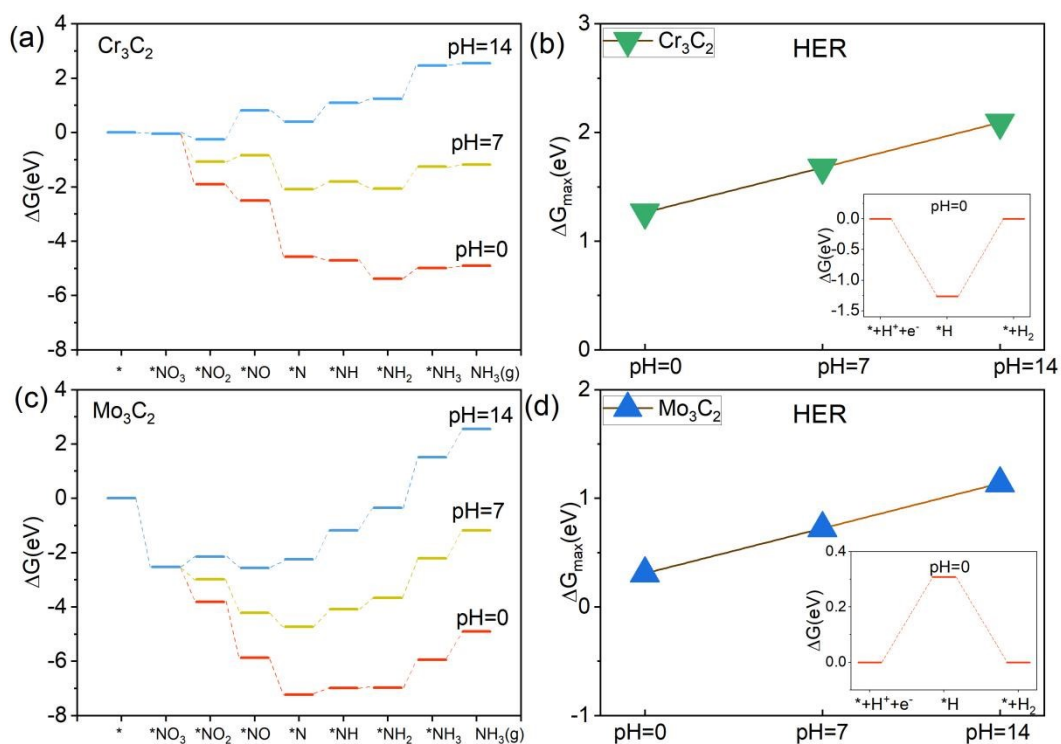 (a)
Cr₃C₂
pH=14
pH=7
pH=0
ΔG(eV)
4
2
0
-2
-4
-6
-8
* *NO₃ *NO₂ *NO *N *NH *NH₂ *NH₃ NH₃(g)
(b)
Cr₃C₂
HER
ΔGmax(eV)
3
2
1
0
pH=0 pH=7 pH=14
pH=0
ΔG(eV)
0.0
-0.5
-1.0
-1.5
*+H⁺+e⁻ *H *+H₂
(c)
Mo₃C₂
pH=14
pH=7
pH=0
ΔG(eV)
4
2
0
-2
-4
-6
-8
* *NO₃ *NO₂ *NO *N *NH *NH₂ *NH₃ NH₃(g)
(d)
Mo₃C₂
HER
ΔGmax(eV)
2
1
0
-1
pH=0 pH=7 pH=14
pH=0
ΔG(eV)
0.4
0.2
0.0
*+H⁺+e⁻ *H *+H₂